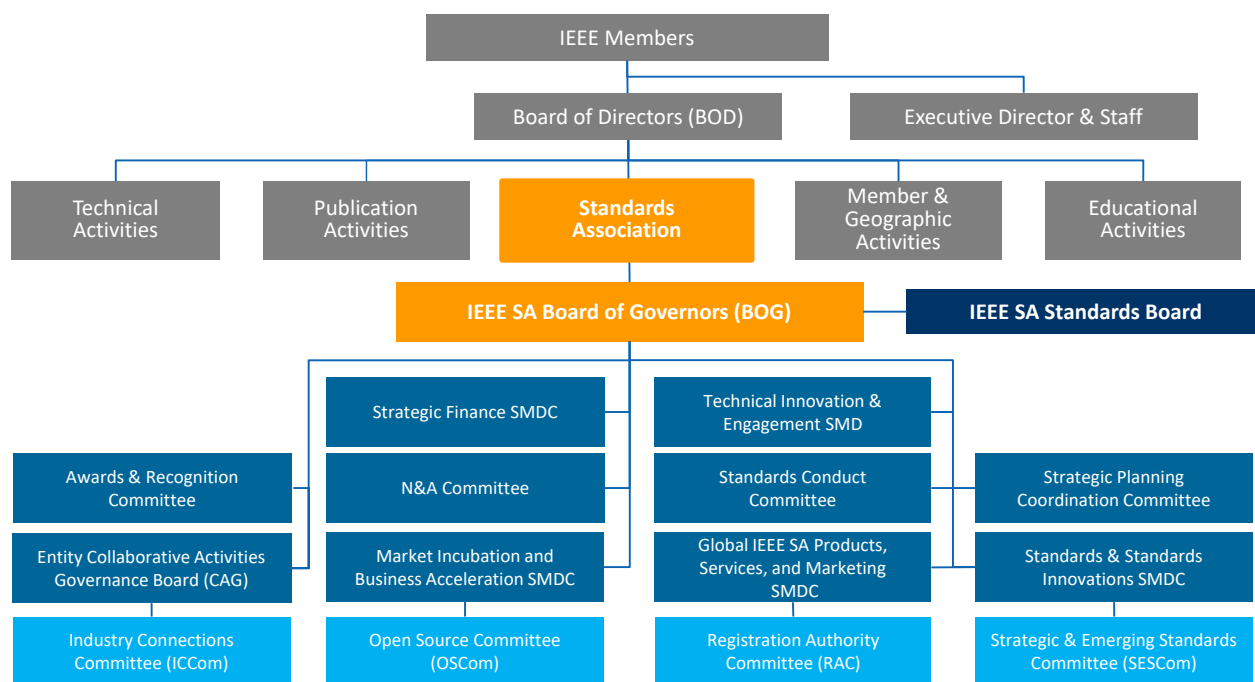 IEEE Members
Board of Directors (BOD)
Executive Director & Staff
Technical
Activities
Publication
Activities
Standards
Association
Member &
Geographic
Activities
Educational
Activities
IEEE SA Board of Governors (BOG)
IEEE SA Standards Board
Strategic Finance SMDC
Technical Innovation &
Engagement SMD
Awards & Recognition
Committee
N&A Committee
Standards Conduct
Committee
Strategic Planning
Coordination Committee
Entity Collaborative Activities
Governance Board (CAG)
Market Incubation and
Business Acceleration SMDC
Global IEEE SA Products,
Services, and Marketing
SMDC
Standards & Standards
Innovations SMDC
Industry Connections
Committee (ICCom)
Open Source Committee
(OSCom)
Registration Authority
Committee (RAC)
Strategic & Emerging Standards
Committee (SESCom)